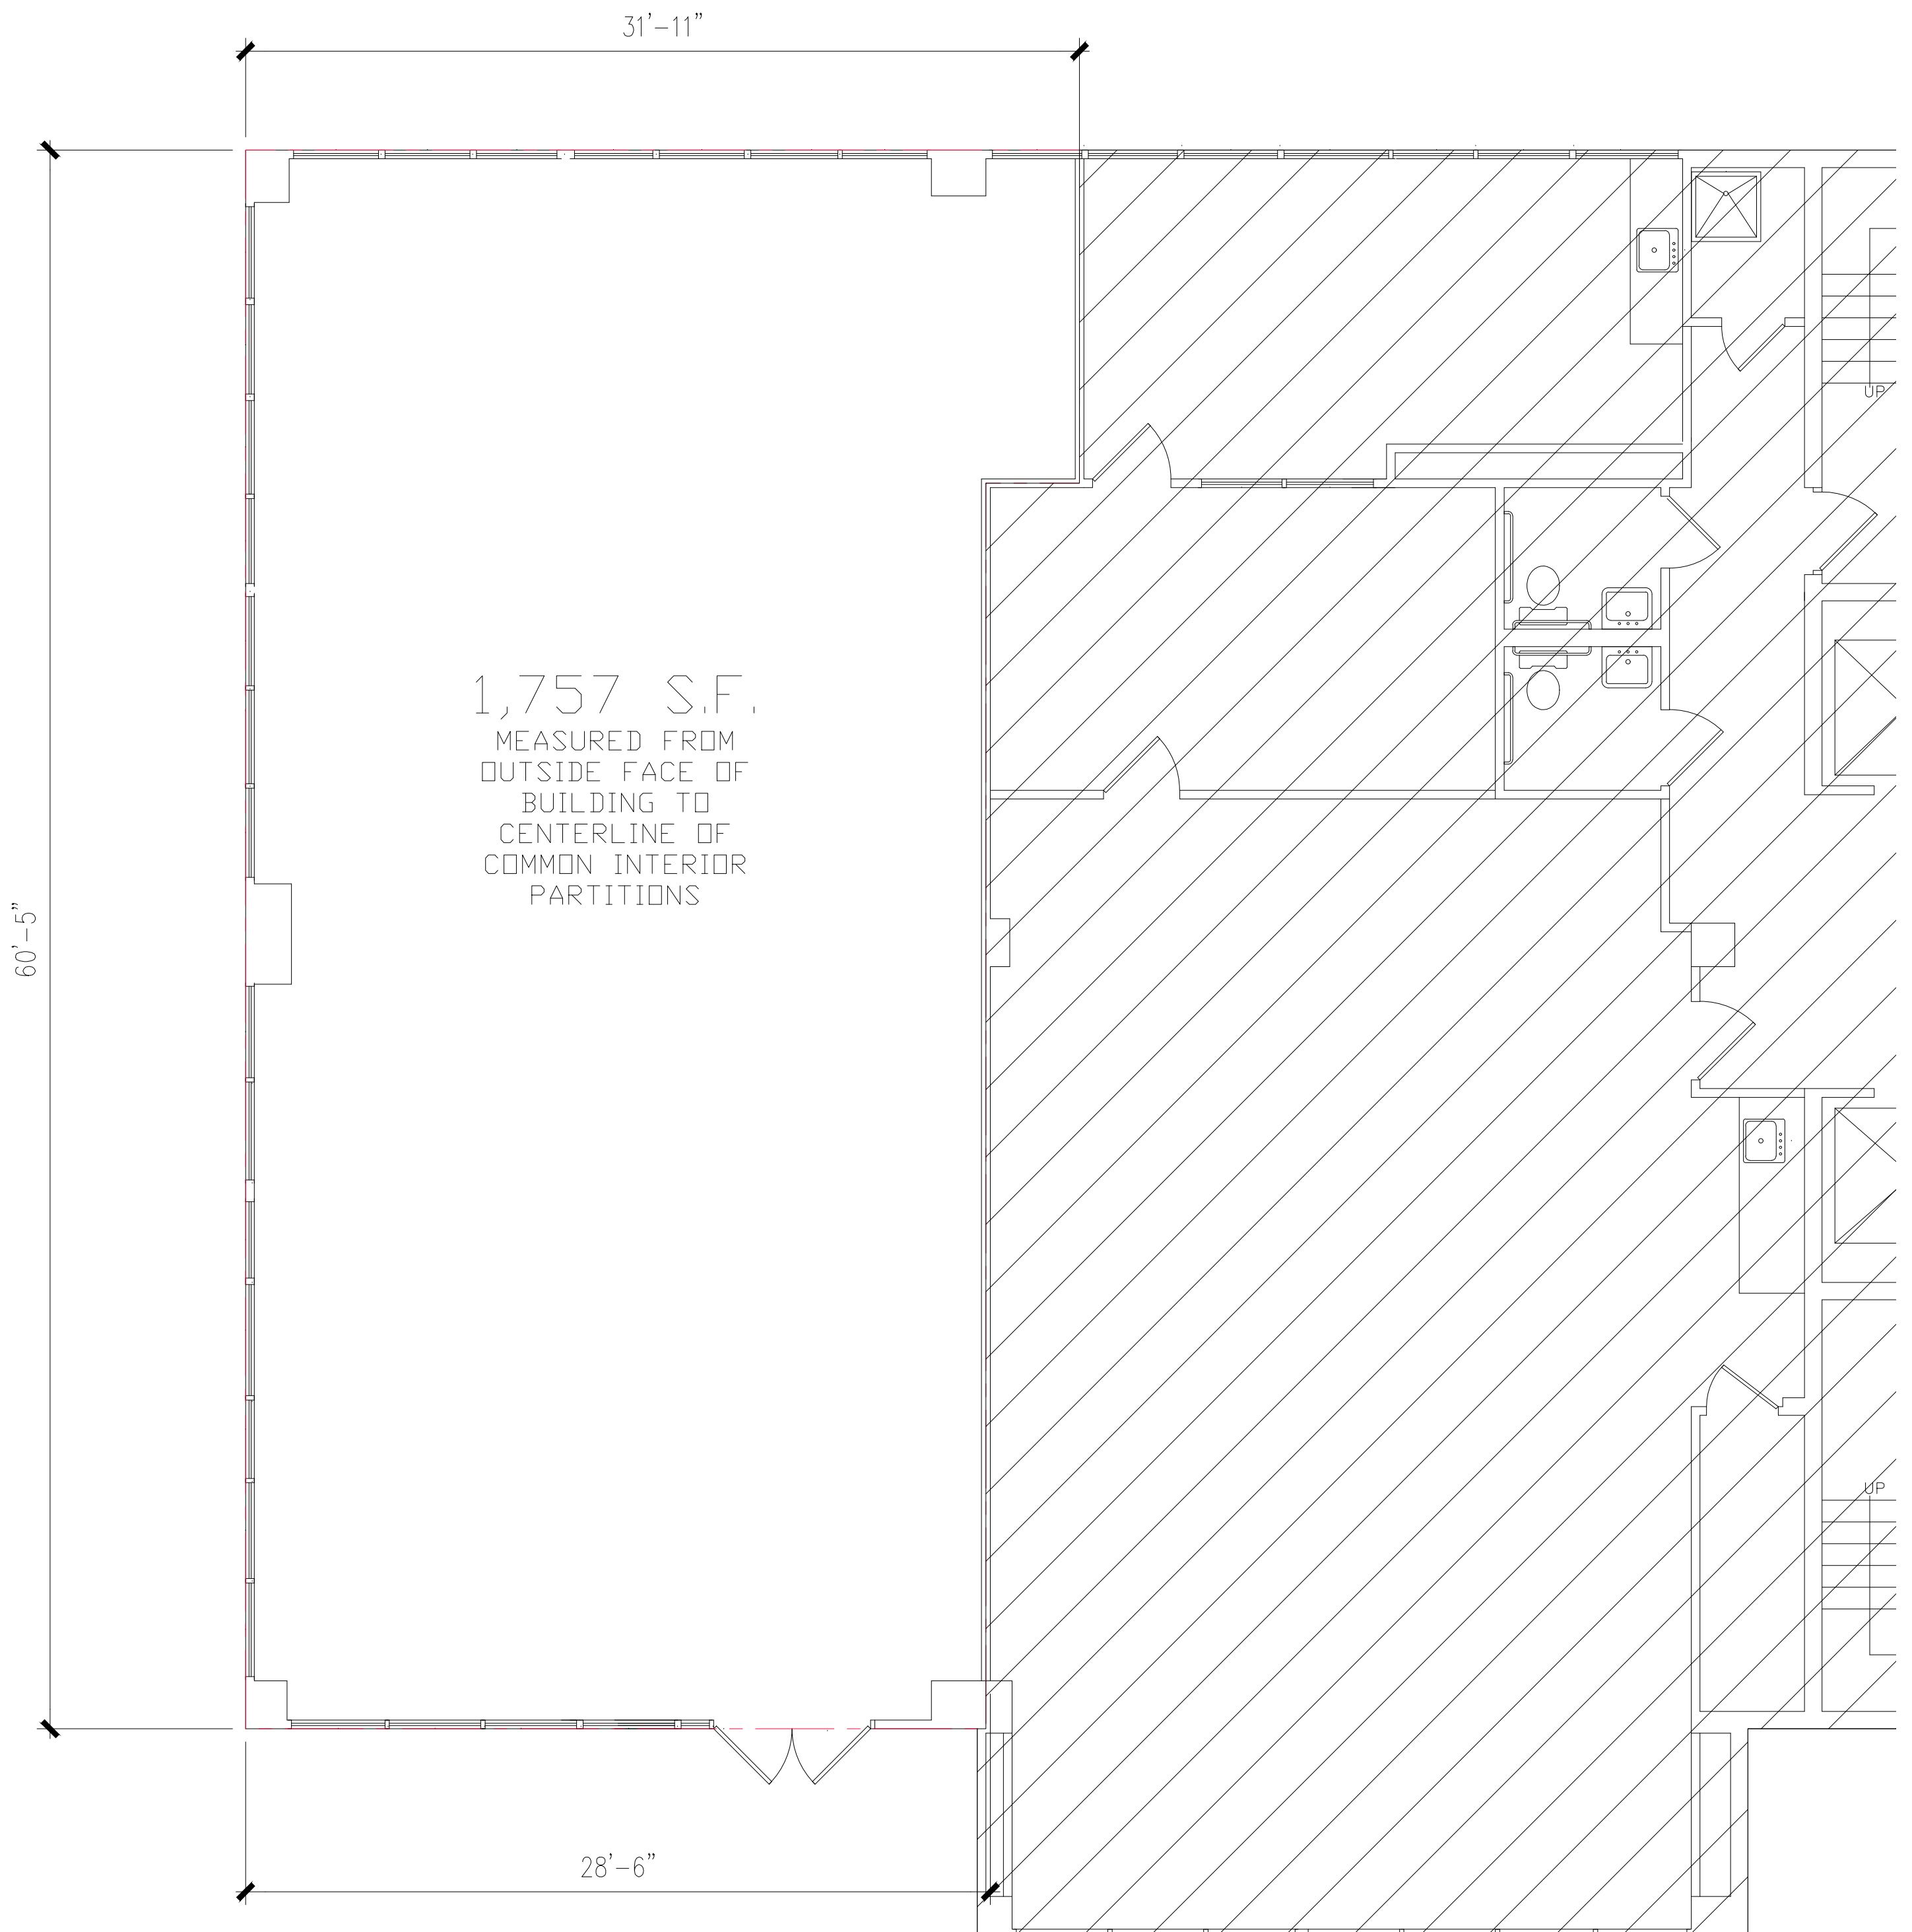 31'-11"
UP
1,757 S.F.
MEASURED FROM
OUTSIDE FACE OF
BUILDING TO
CENTERLINE OF
COMMON INTERIOR
PARTITIONS
60'-5"
UP
28'-6"